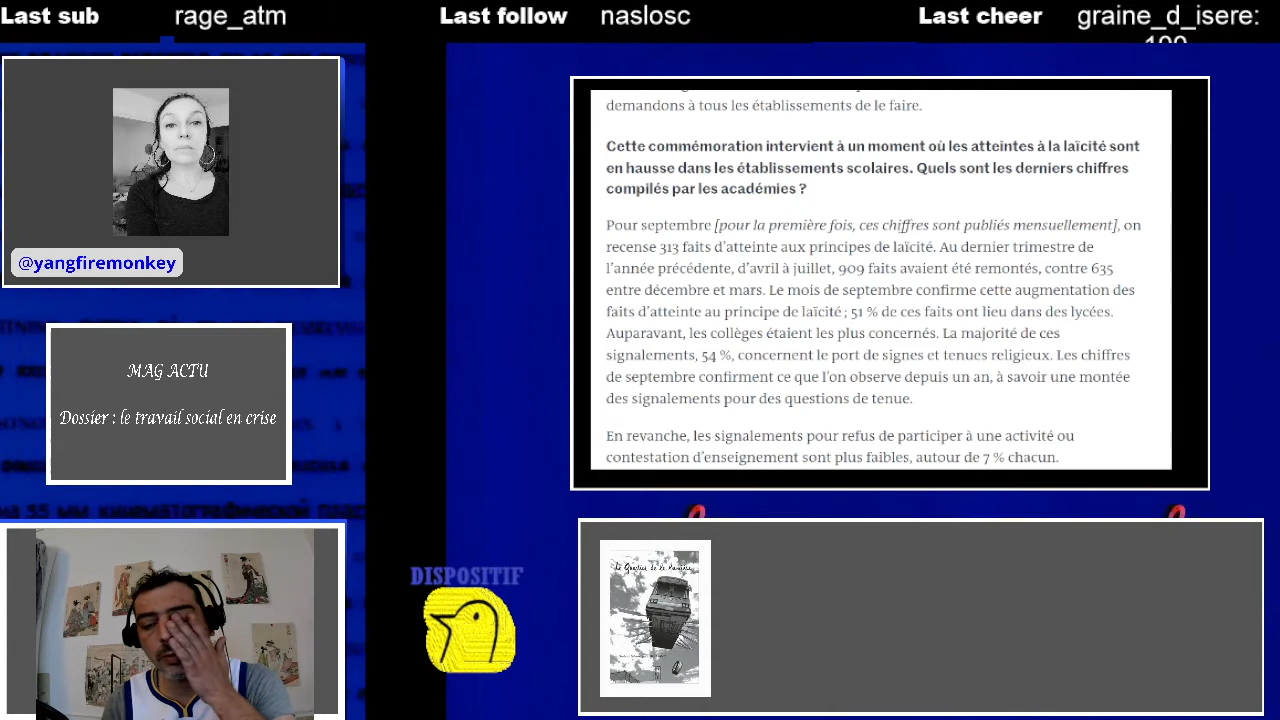 Last sub
rage_atm
Last follow
naslosc
Last cheer
graine_d_isere:
100
@yangfiremonkey
MAG ACTU
Dossier : le travail social en crise
demandons à tous les établissements de le faire.
Cette commémoration intervient à un moment où les atteintes à la laïcité sont
en hausse dans les établissements scolaires. Quels sont les derniers chiffres
compilés par les académies ?
Pour septembre [pour la première fois, ces chiffres sont publiés mensuellement], on
recense 313 faits d’atteinte aux principes de laïcité. Au dernier trimestre de
l’année précédente, d’avril à juillet, 909 faits avaient été remontés, contre 635
entre décembre et mars. Le mois de septembre confirme cette augmentation des
faits d’atteinte au principe de laïcité ; 51 % de ces faits ont lieu dans des lycées.
Auparavant, les collèges étaient les plus concernés. La majorité de ces
signalements, 54 %, concernent le port de signes et tenues religieux. Les chiffres
de septembre confirment ce que l’on observe depuis un an, à savoir une montée
des signalements pour des questions de tenue.
En revanche, les signalements pour refus de participer à une activité ou
contestation d’enseignement sont plus faibles, autour de 7 % chacun.
DISPOSITIF